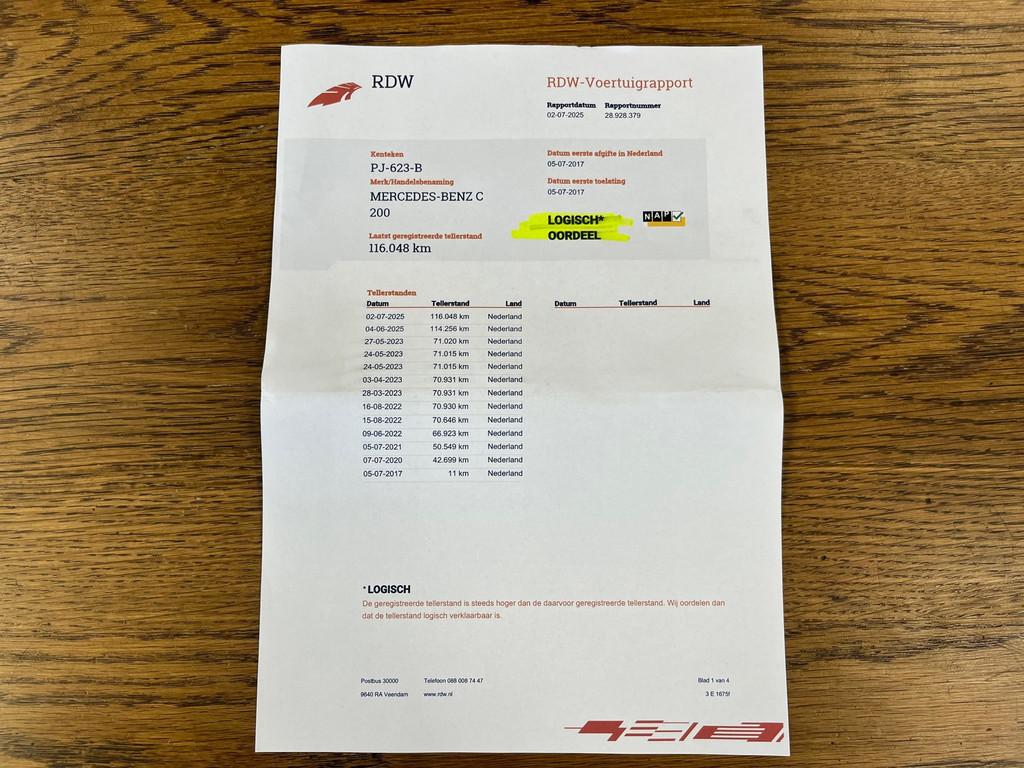 RDW
RDW-Voertuigrapport
Rapportdatum Rapportnummer
02-07-2025 28.928.379
Kenteken
PJ-623-B
Merk/Handelsbenaming
MERCEDES-BENZ C
200
Laatst geregistreerde tellerstand
116.048 km
Datum eerste afgifte in Nederland
05-07-2017
Datum eerste toelating
05-07-2017
LOGISCH*
OORDEEL
NAP
Tellerstanden
Datum Tellerstand Land Datum Tellerstand Land
02-07-2025 116.048 km Nederland
04-06-2025 114.256 km Nederland
27-05-2023 71.020 km Nederland
24-05-2023 71.015 km Nederland
24-05-2023 71.015 km Nederland
03-04-2023 70.931 km Nederland
28-03-2023 70.931 km Nederland
16-08-2022 70.930 km Nederland
15-08-2022 70.646 km Nederland
09-06-2022 66.923 km Nederland
05-07-2021 50.549 km Nederland
07-07-2020 42.699 km Nederland
05-07-2017 11 km Nederland
* LOGISCH
De geregistreerde tellerstand is steeds hoger dan de daarvoor geregistreerde tellerstand. Wij oordelen dan
dat de tellerstand logisch verklaarbaar is.
Postbus 30000 Telefoon 088 008 74 47 Blad 1 van 4
9640 RA Veendam www.rdw.nl 3 E 1675f